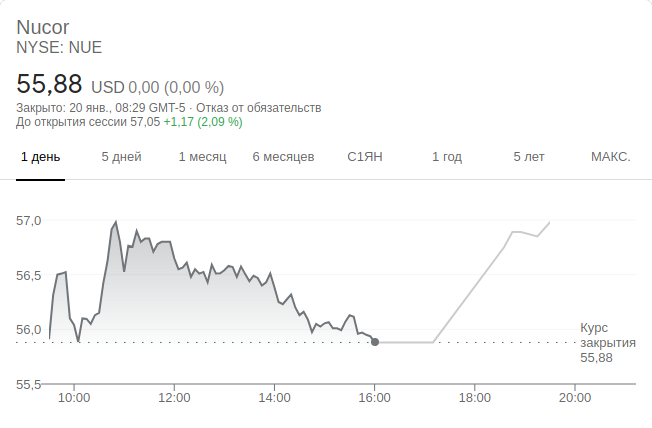 Nucor
NYSE: NUE
55,88 USD 0,00 (0,00 %)
Закрыто: 20 янв., 08:29 GMT-5 · Отказ от обязательств
До открытия сессии 57,05 +1,17 (2,09 %)
1 день 5 дней 1 месяц 6 месяцев С1ЯН 1 год 5 лет МАКС.
57,0
56,5
56,0
Курс
закрытия
55,88
55,5
10:00 12:00 14:00 16:00 18:00 20:00